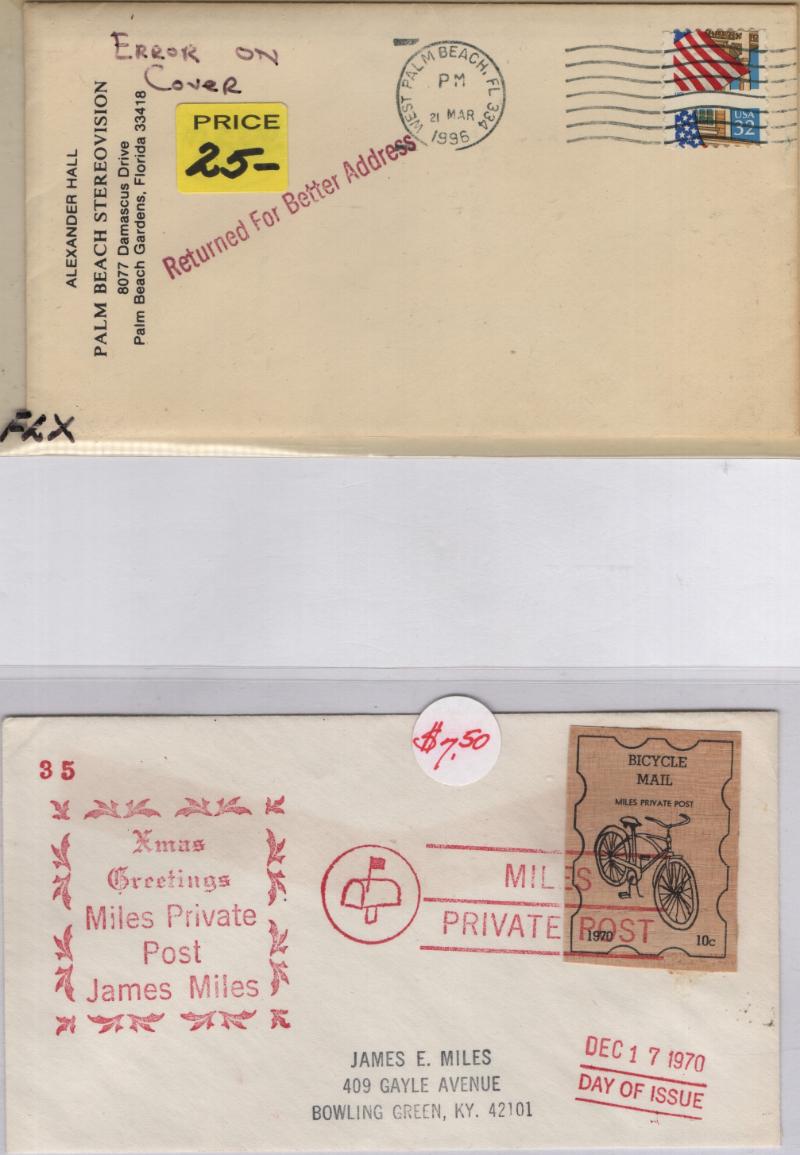 ERROR ON
COVER
PRICE
25-
ALEXANDER HALL
PALM BEACH STEREOVISION
8077 Damascus Drive
Palm Beach Gardens, Florida 33418
Returned For Better Address
WEST PALM BEACH, FL 334
PM
21 MAR
1996
USA
32
FLX
$7.50
35
Xmas
Greetings
Miles Private
Post
James Miles
MILES
PRIVATE POST
BICYCLE
MAIL
MILES PRIVATE POST
1970 10c
JAMES E. MILES
409 GAYLE AVENUE
BOWLING GREEN, KY. 42101
DEC 17 1970
DAY OF ISSUE